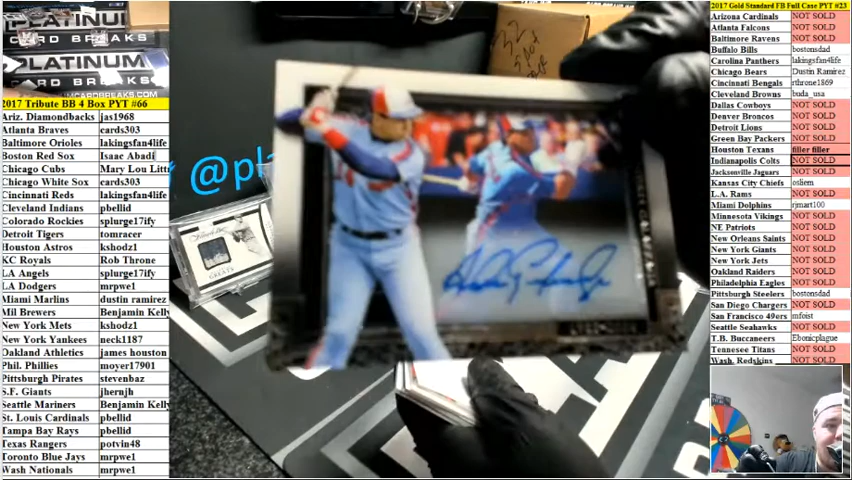 PLATINUM
CARD BREAKS
PLATINUM
CARD BREAKS
2017 Tribute BB 4 Box PYT #66
Ariz. Diamondbacks jas1968
Atlanta Braves cards303
Baltimore Orioles lakingsfan4life
Boston Red Sox Isaac Abadi
Chicago Cubs Mary Lou Litt
Chicago White Sox cards303
Cincinnati Reds lakingsfan4life
Cleveland Indians pbellid
Colorado Rockies splurge17ify
Detroit Tigers tomracer
Houston Astros kshodz1
KC Royals Rob Throne
LA Angels splurge17ify
LA Dodgers mrpwe1
Miami Marlins dustin ramirez
Mil Brewers Benjamin Kelly
New York Mets kshodz1
New York Yankees neck1187
Oakland Athletics james houston
Phil. Phillies moyer17901
Pittsburgh Pirates stevenbaz
S.F. Giants jhernjh
Seattle Mariners Benjamin Kelly
St. Louis Cardinals pbellid
Tampa Bay Rays pbellid
Texas Rangers potvin48
Toronto Blue Jays mrpwe1
Wash Nationals mrpwe1
@pl
32
2017 Gold Standard FB Full Case PYT #23
Arizona Cardinals NOT SOLD
Atlanta Falcons NOT SOLD
Baltimore Ravens NOT SOLD
Buffalo Bills bostonsdad
Carolina Panthers lakingsfan4life
Chicago Bears Dustin Ramirez
Cincinnati Bengals rthrone1869
Cleveland Browns buda_usa
Dallas Cowboys NOT SOLD
Denver Broncos NOT SOLD
Detroit Lions NOT SOLD
Green Bay Packers NOT SOLD
Houston Texans filler filler
Indianapolis Colts NOT SOLD
Jacksonville Jaguars NOT SOLD
Kansas City Chiefs osliem
L.A. Rams NOT SOLD
Miami Dolphins rjmart100
Minnesota Vikings NOT SOLD
NE Patriots NOT SOLD
New Orleans Saints NOT SOLD
New York Giants NOT SOLD
New York Jets NOT SOLD
Oakland Raiders NOT SOLD
Philadelphia Eagles NOT SOLD
Pittsburgh Steelers bostonsdad
San Diego Chargers NOT SOLD
San Francisco 49ers mfoist
Seattle Seahawks NOT SOLD
T.B. Buccaneers Ebonicplague
Tennesee Titans NOT SOLD
Wash. Redskins NOT SOLD